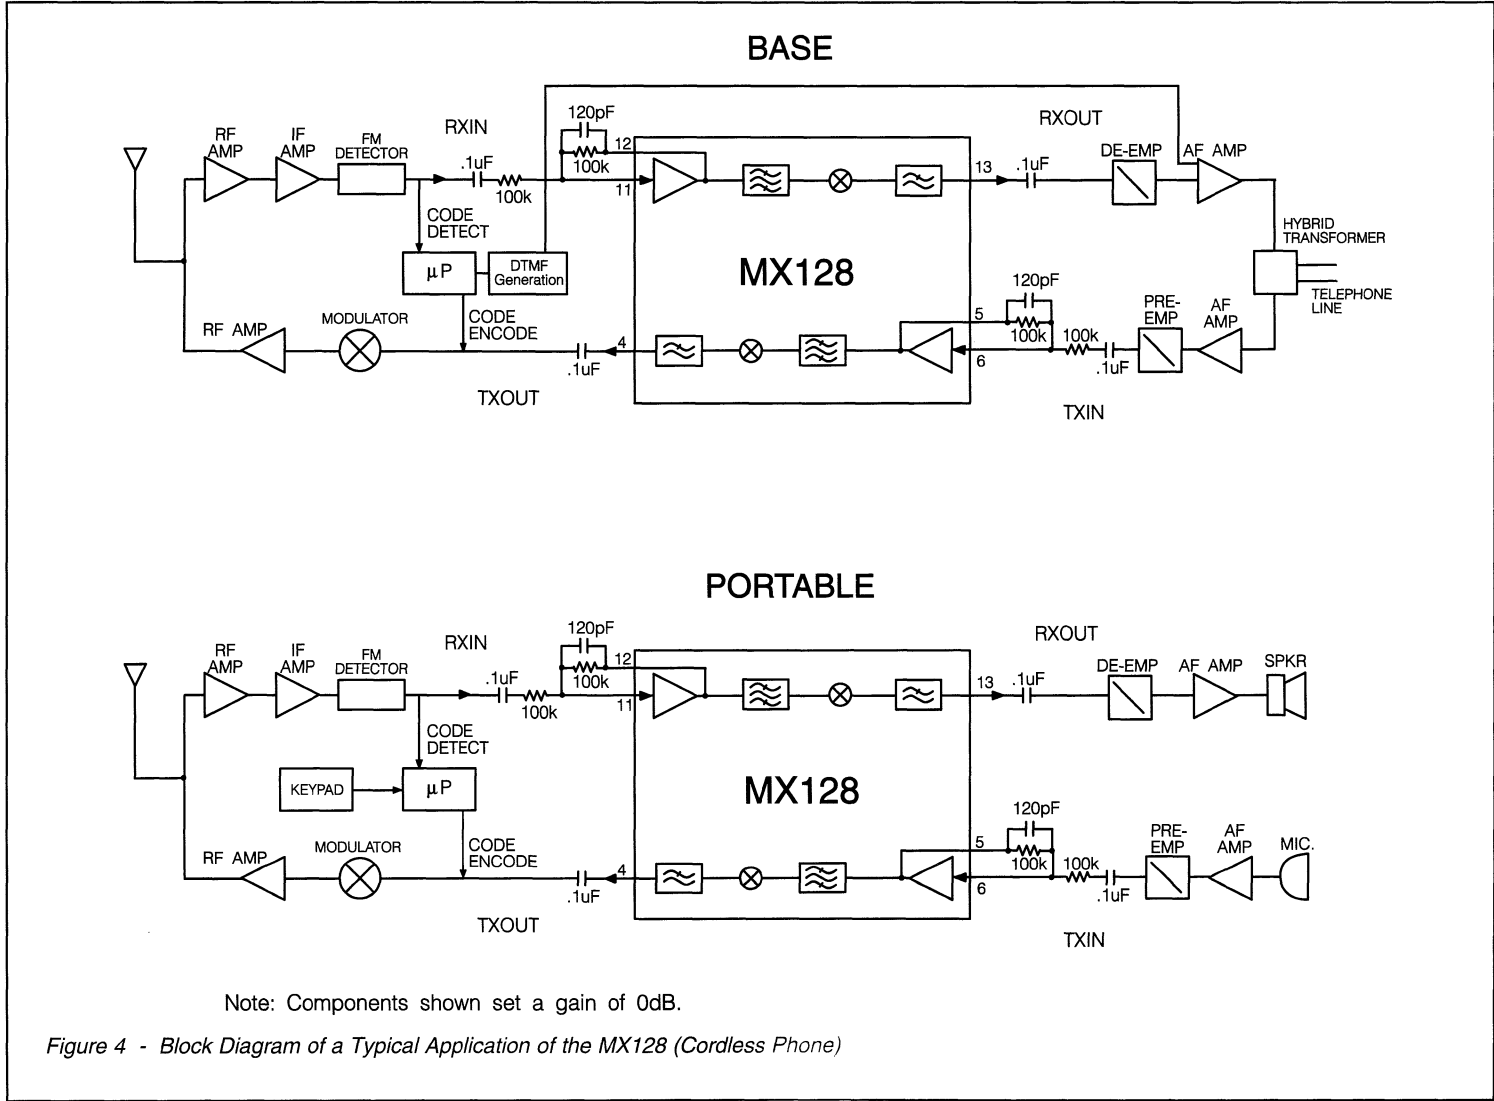 BASE
RF AMP
IF AMP
FM DETECTOR
RXIN
.1uF
100k
120pF
100k
12
11
CODE DETECT
µP
DTMF Generation
CODE ENCODE
RF AMP
MODULATOR
TXOUT
.1uF
4
MX128
13
RXOUT
.1uF
DE-EMP
AF AMP
HYBRID TRANSFORMER
TELEPHONE LINE
120pF
5
100k
6
100k
.1uF
PRE-EMP
AF AMP
TXIN
PORTABLE
RF AMP
IF AMP
FM DETECTOR
RXIN
.1uF
100k
120pF
100k
12
11
CODE DETECT
KEYPAD
µP
CODE ENCODE
RF AMP
MODULATOR
TXOUT
.1uF
4
MX128
13
RXOUT
.1uF
DE-EMP
AF AMP
SPKR
120pF
5
100k
6
100k
.1uF
PRE-EMP
AF AMP
MIC.
TXIN
Note: Components shown set a gain of 0dB.
Figure 4 - Block Diagram of a Typical Application of the MX128 (Cordless Phone)